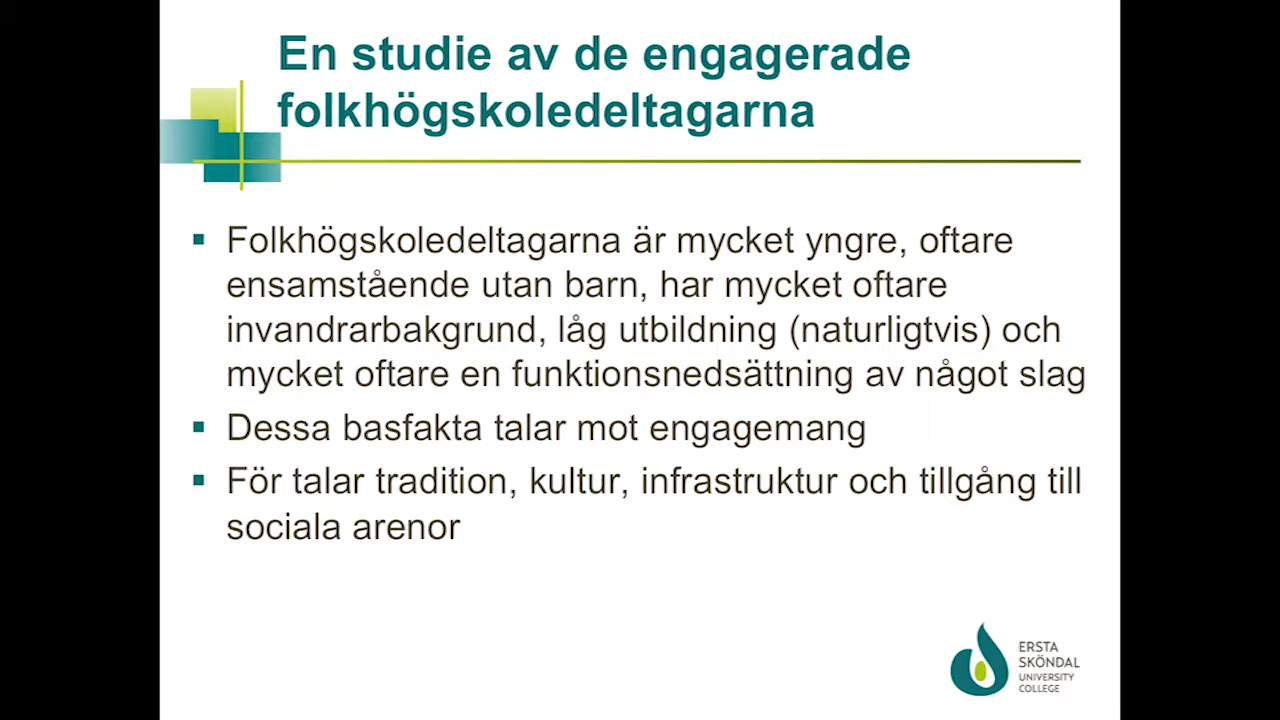 En studie av de engagerade
folkhögskoledeltagarna
▪ Folkhögskoledeltagarna är mycket yngre, oftare
ensamstående utan barn, har mycket oftare
invandrarbakgrund, låg utbildning (naturligtvis) och
mycket oftare en funktionsnedsättning av något slag
▪ Dessa basfakta talar mot engagemang
▪ För talar tradition, kultur, infrastruktur och tillgång till
sociala arenor
ERSTA
SKÖNDAL
UNIVERSITY
COLLEGE